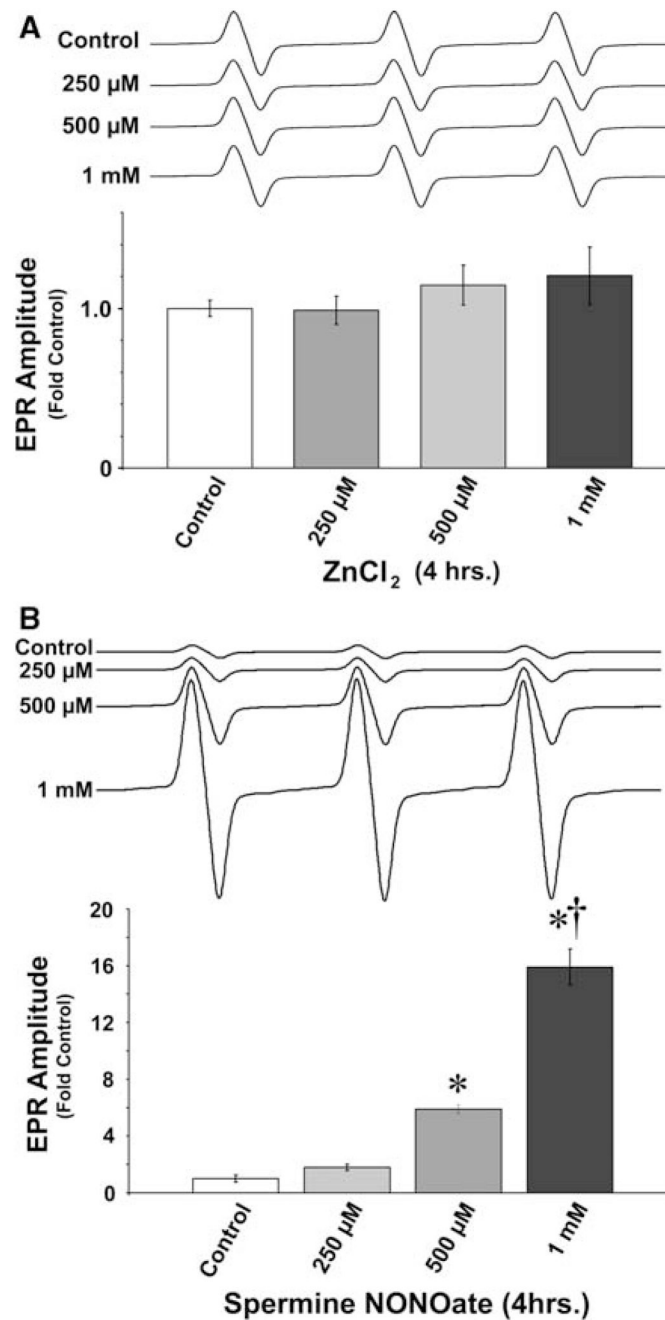 A
Control
250 µM
500 µM
1 mM
EPR Amplitude
(Fold Control)
1.0
0
Control
250 µM
500 µM
1 mM
ZnCl₂ (4 hrs.)
B
Control
250 µM
500 µM
1 mM
EPR Amplitude
(Fold Control)
20
16
12
8
4
0
*
*†
Control
250 µM
500 µM
1 mM
Spermine NONOate (4hrs.)